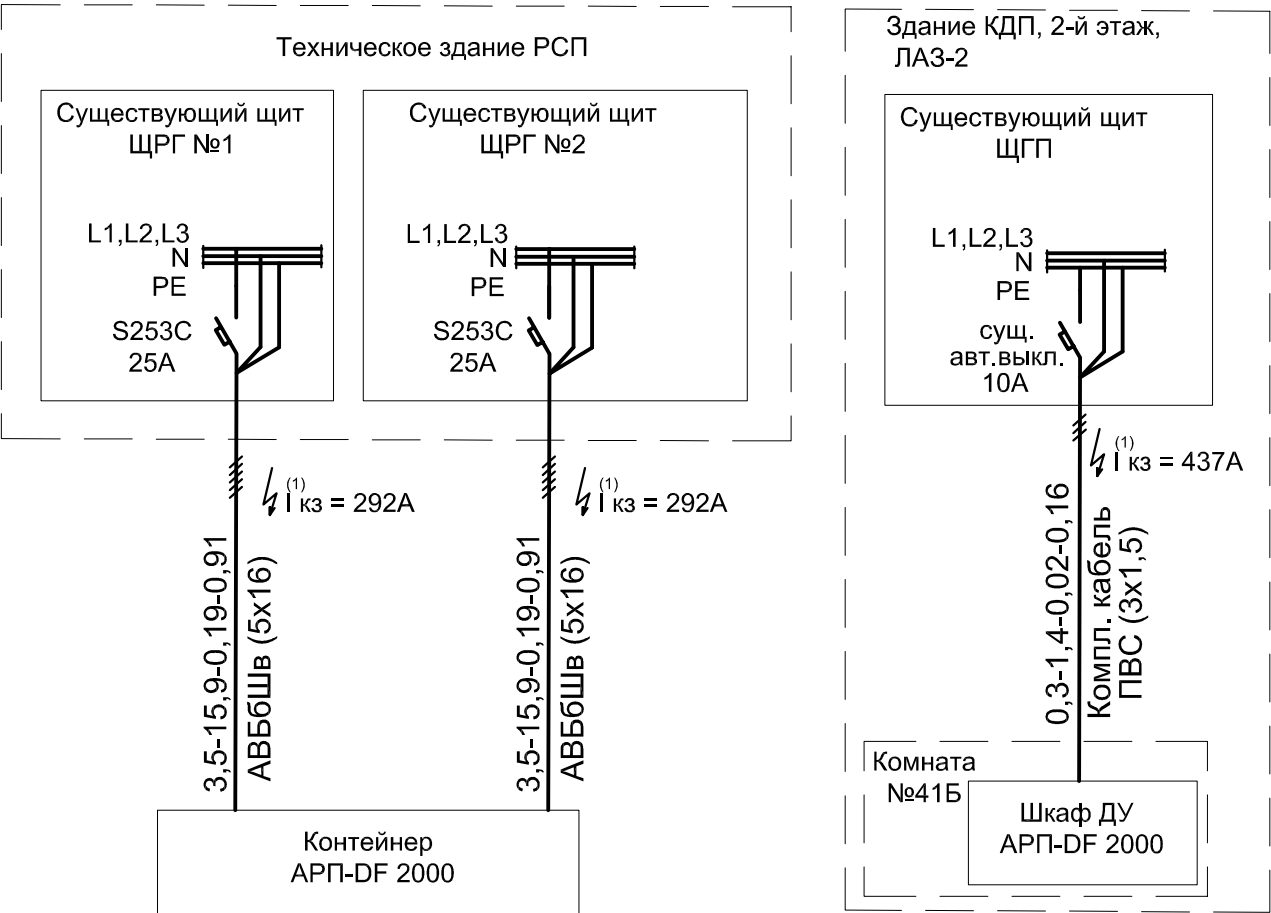 Техническое здание РСП
Существующий щит
ЩРГ №1
L1,L2,L3
N
PE
S253C
25A
(1)
I кз = 292А
3,5-15,9-0,19-0,91
АВБбШв (5х16)
Существующий щит
ЩРГ №2
L1,L2,L3
N
PE
S253C
25A
(1)
I кз = 292А
3,5-15,9-0,19-0,91
АВБбШв (5х16)
Контейнер
АРП-DF 2000
Здание КДП, 2-й этаж,
ЛАЗ-2
Существующий щит
ЩГП
L1,L2,L3
N
PE
сущ.
авт.выкл.
10А
(1)
I кз = 437А
0,3-1,4-0,02-0,16
Компл. кабель
ПВС (3х1,5)
Комната
№41Б
Шкаф ДУ
АРП-DF 2000